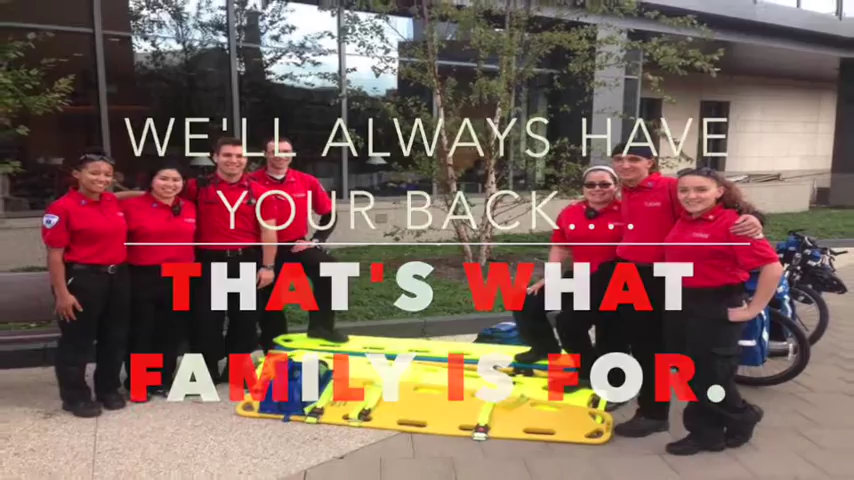 WE'LL ALWAYS HAVE
YOUR BACK....
THAT'S WHAT
FAMILY IS FOR.